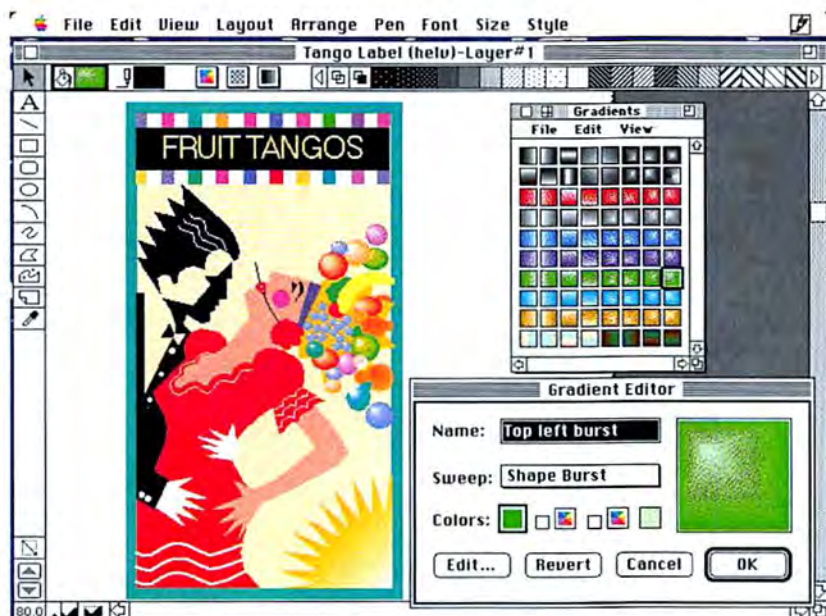 File Edit View Layout Arrange Pen Font Size Style
Tango Label (helv)-Layer#1
A
FRUIT TANGOS
Gradients
File Edit View
Gradient Editor
Name: Top left burst
Sweep: Shape Burst
Colors:
Edit... Revert Cancel OK
80.0